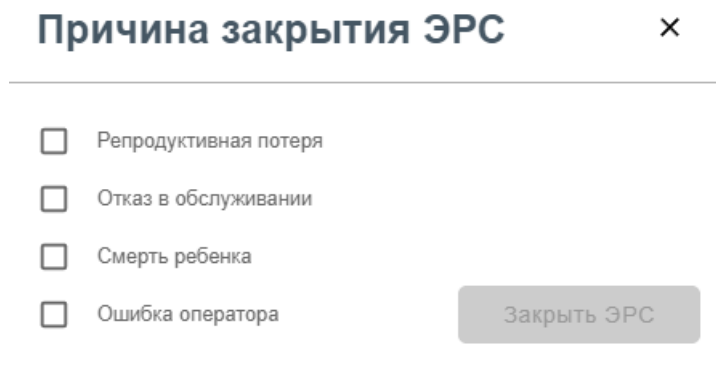 Причина закрытия ЭРС
Репродуктивная потеря
Отказ в обслуживании
Смерть ребенка
Ошибка оператора
Закрыть ЭРС